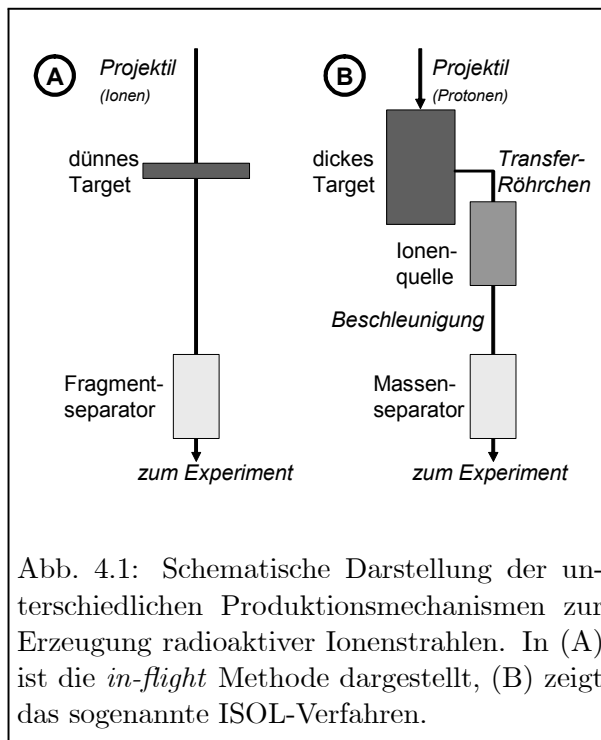 A
Projektil
(Ionen)
dünnes
Target
Fragment-
separator
zum Experiment
B
Projektil
(Protonen)
dickes
Target
Transfer-
Röhrchen
Ionen-
quelle
Beschleunigung
Massen-
separator
zum Experiment
Abb. 4.1: Schematische Darstellung der un-
terschiedlichen Produktionsmechanismen zur
Erzeugung radioaktiver Ionenstrahlen. In (A)
ist die in-flight Methode dargestellt, (B) zeigt
das sogenannte ISOL-Verfahren.